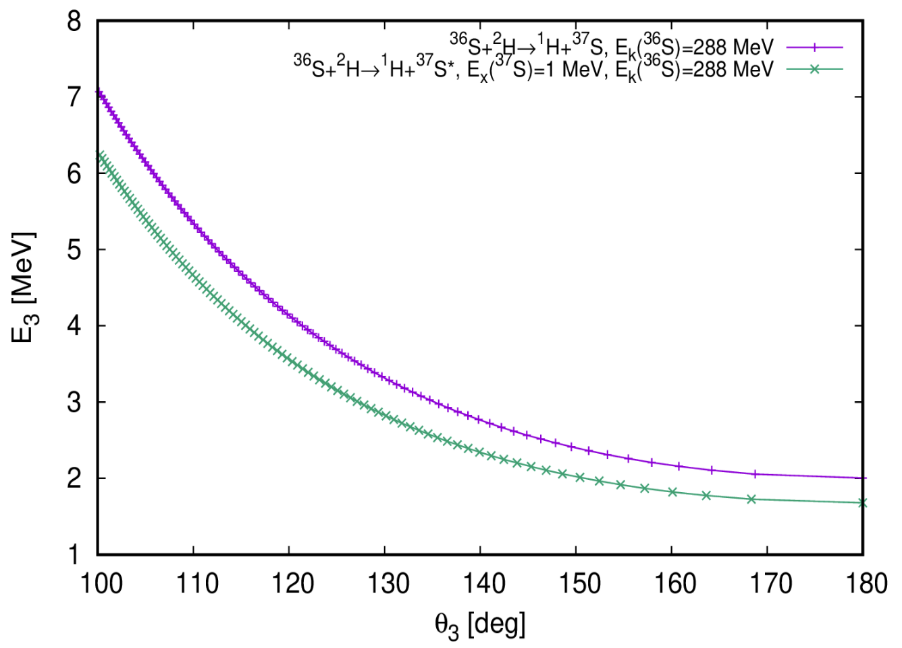 ³⁶S+²H→¹H+³⁷S, Eₖ(³⁶S)=288 MeV
³⁶S+²H→¹H+³⁷S*, Eₓ(³⁷S)=1 MeV, Eₖ(³⁶S)=288 MeV
8
7
6
5
4
3
2
1
E₃ [MeV]
100 110 120 130 140 150 160 170 180
θ₃ [deg]